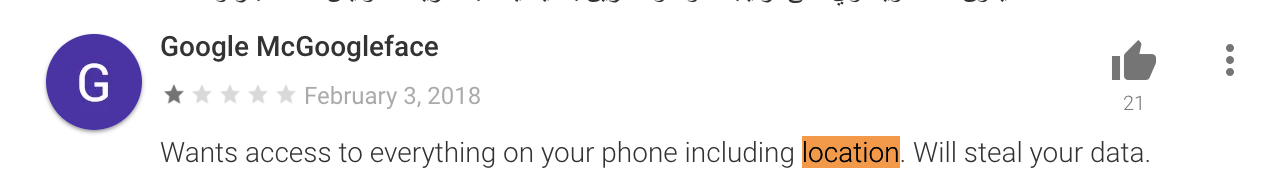 Google McGoogleface
G
February 3, 2018
21
Wants access to everything on your phone including location. Will steal your data.